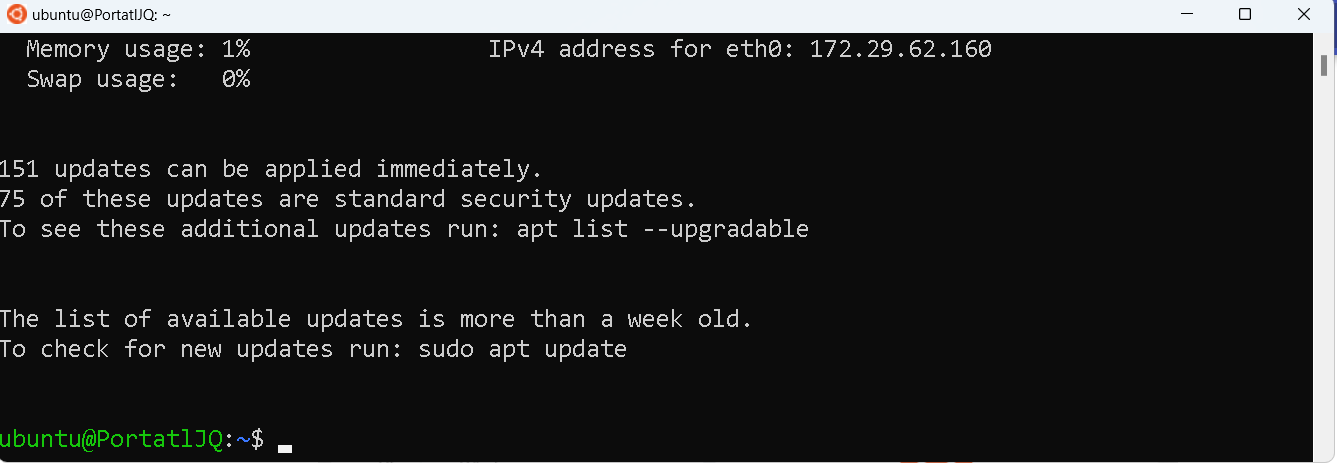 ubuntu@PortatlJQ: ~
Memory usage: 1% IPv4 address for eth0: 172.29.62.160
Swap usage: 0%
151 updates can be applied immediately.
75 of these updates are standard security updates.
To see these additional updates run: apt list --upgradable
The list of available updates is more than a week old.
To check for new updates run: sudo apt update
ubuntu@PortatlJQ:~$